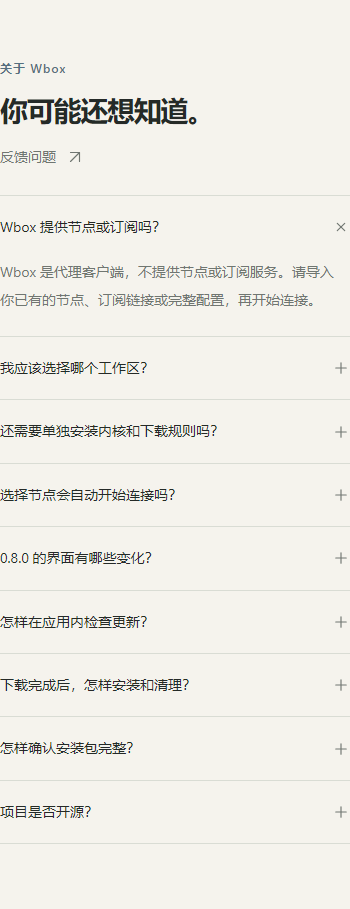 关于 Wbox
你可能还想知道。
反馈问题
Wbox 提供节点或订阅吗？
Wbox 是代理客户端，不提供节点或订阅服务。请导入
你已有的节点、订阅链接或完整配置，再开始连接。
我应该选择哪个工作区？
还需要单独安装内核和下载规则吗？
选择节点会自动开始连接吗？
0.8.0 的界面有哪些变化？
怎样在应用内检查更新？
下载完成后，怎样安装和清理？
怎样确认安装包完整？
项目是否开源？